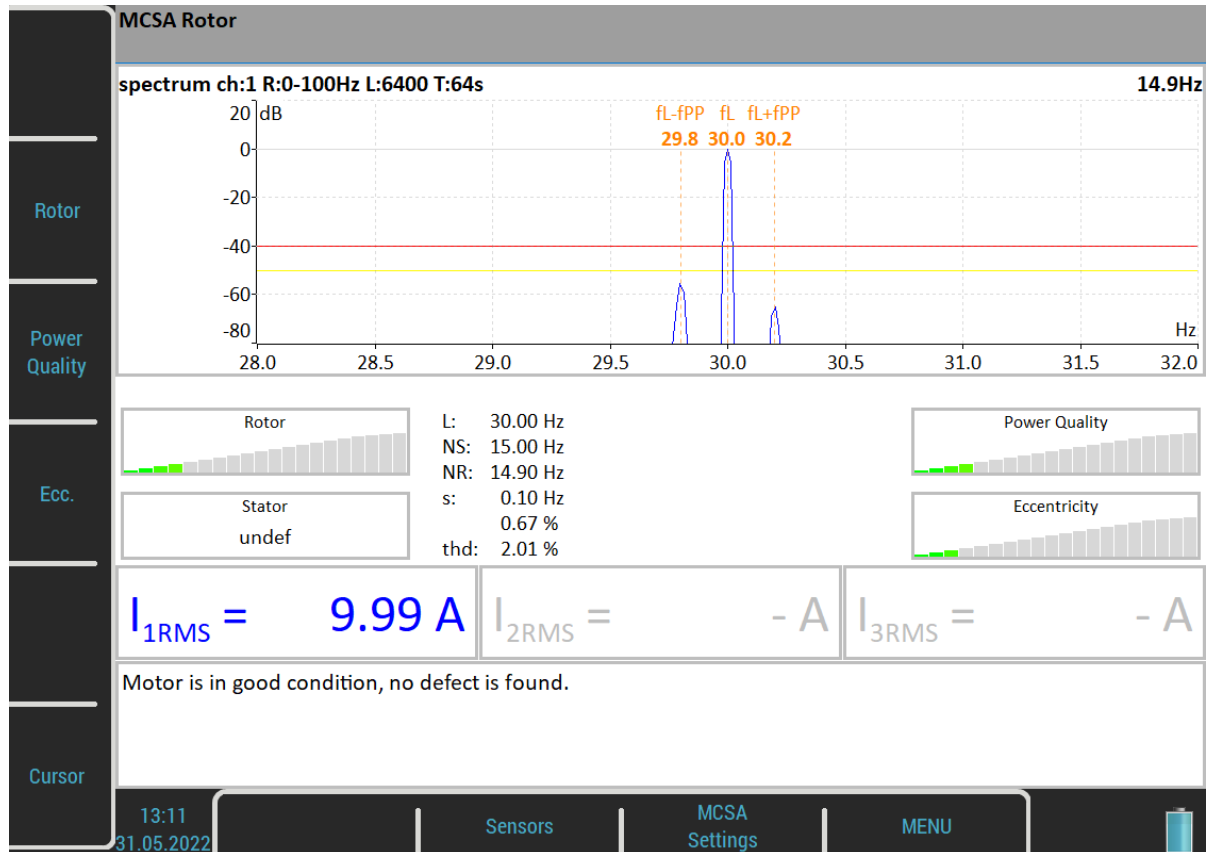 MCSA Rotor
spectrum ch:1 R:0-100Hz L:6400 T:64s 14.9Hz
20 dB
fL-fPP fL fL+fPP
29.8 30.0 30.2
0
-20
-40
-60
-80
Hz
28.0 28.5 29.0 29.5 30.0 30.5 31.0 31.5 32.0
Rotor
Power
Quality
Ecc.
Cursor
Rotor
Stator
undef
L: 30.00 Hz
NS: 15.00 Hz
NR: 14.90 Hz
s: 0.10 Hz
0.67 %
thd: 2.01 %
Power Quality
Eccentricity
I1RMS = 9.99 A
I2RMS = - A
I3RMS = - A
Motor is in good condition, no defect is found.
13:11
31.05.2022
Sensors
MCSA
Settings
MENU